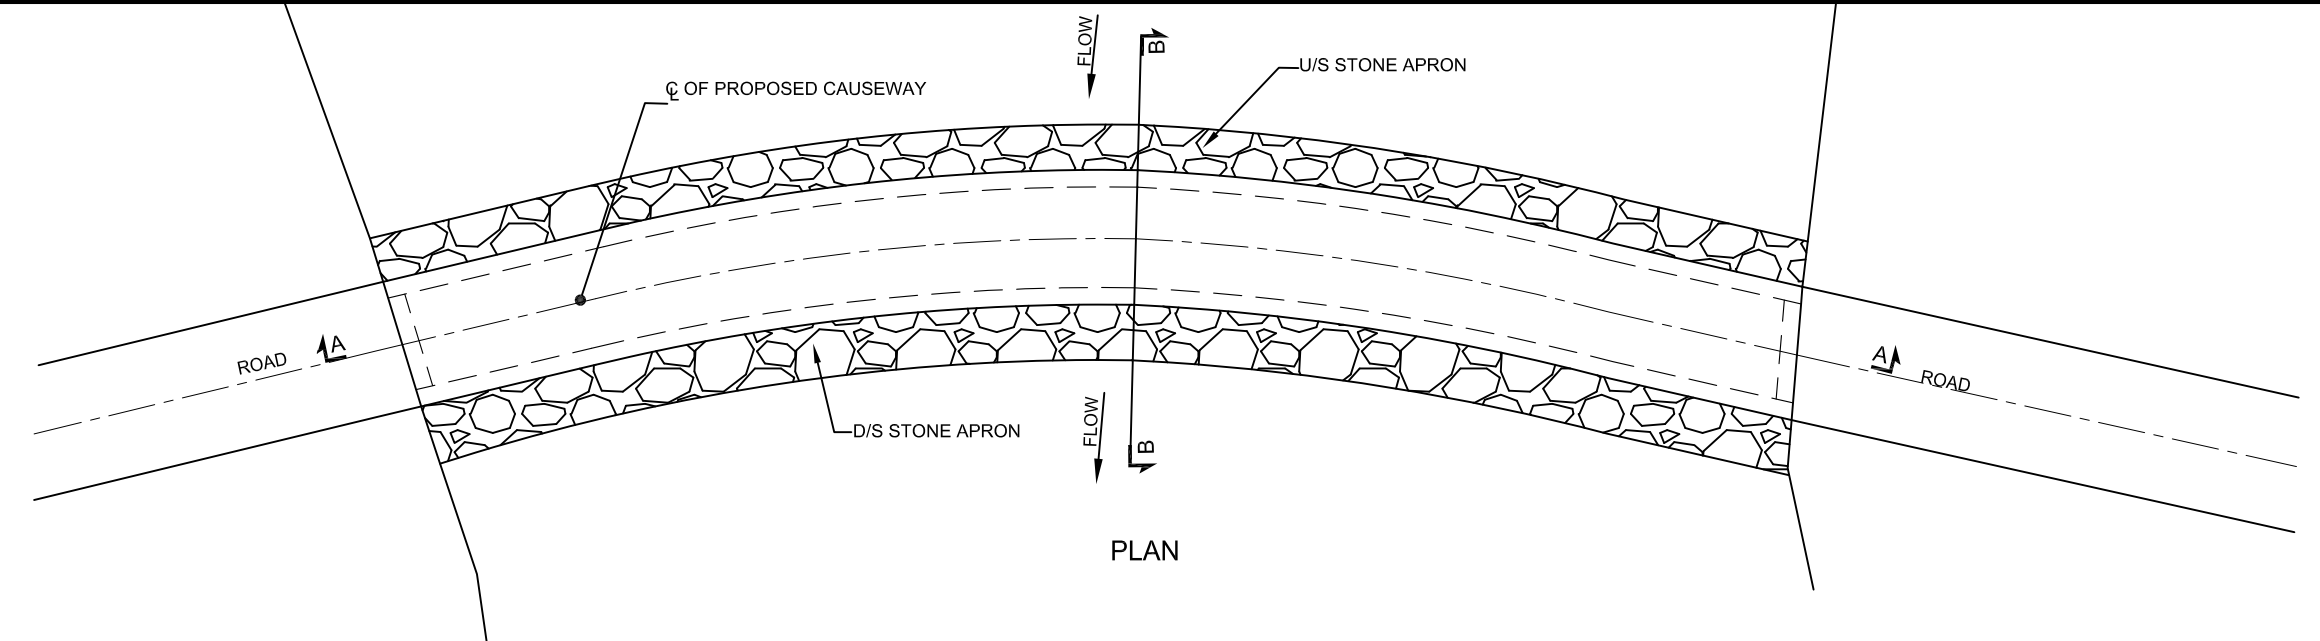 FLOW
B
U/S STONE APRON
℄ OF PROPOSED CAUSEWAY
A
ROAD
A
ROAD
FLOW
D/S STONE APRON
B
PLAN